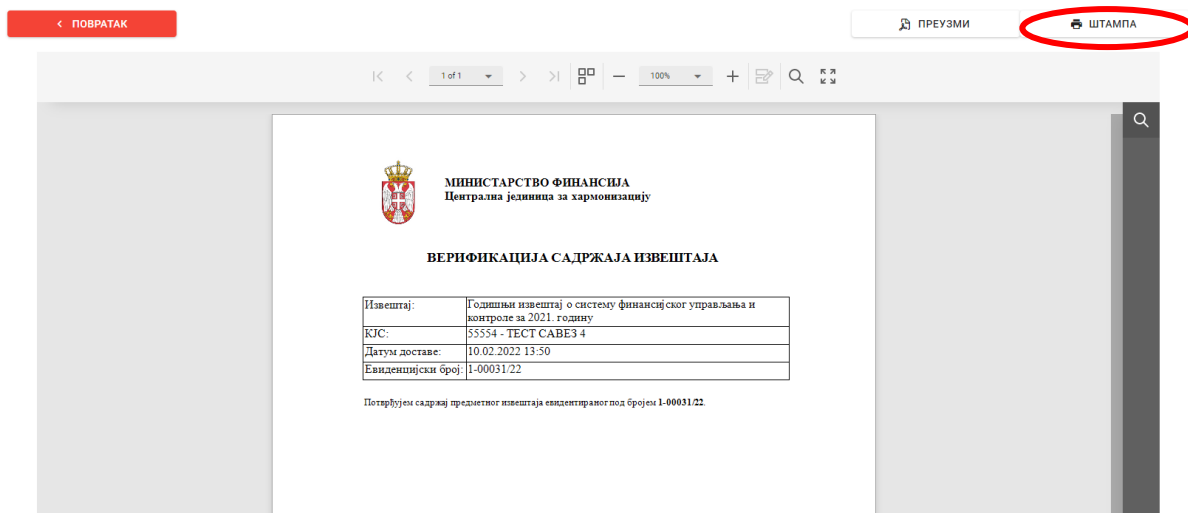 ПОВРАТАК
ПРЕУЗМИ
ШТАМПА
1 of 1
100%
МИНИСТАРСТВО ФИНАНСИЈА
Централна јединица за хармонизацију
ВЕРИФИКАЦИЈА САДРЖАЈА ИЗВЕШТАЈА
Извештај: Годишњи извештај о систему финансијског управљања и
контроле за 2021. годину
КЈС: 55554 - ТЕСТ САВЕЗ 4
Датум доставе: 10.02.2022 13:50
Евиденцијски број: 1-00031/22
Потврђујем садржај предметног извештаја евидентираног под бројем 1-00031/22.